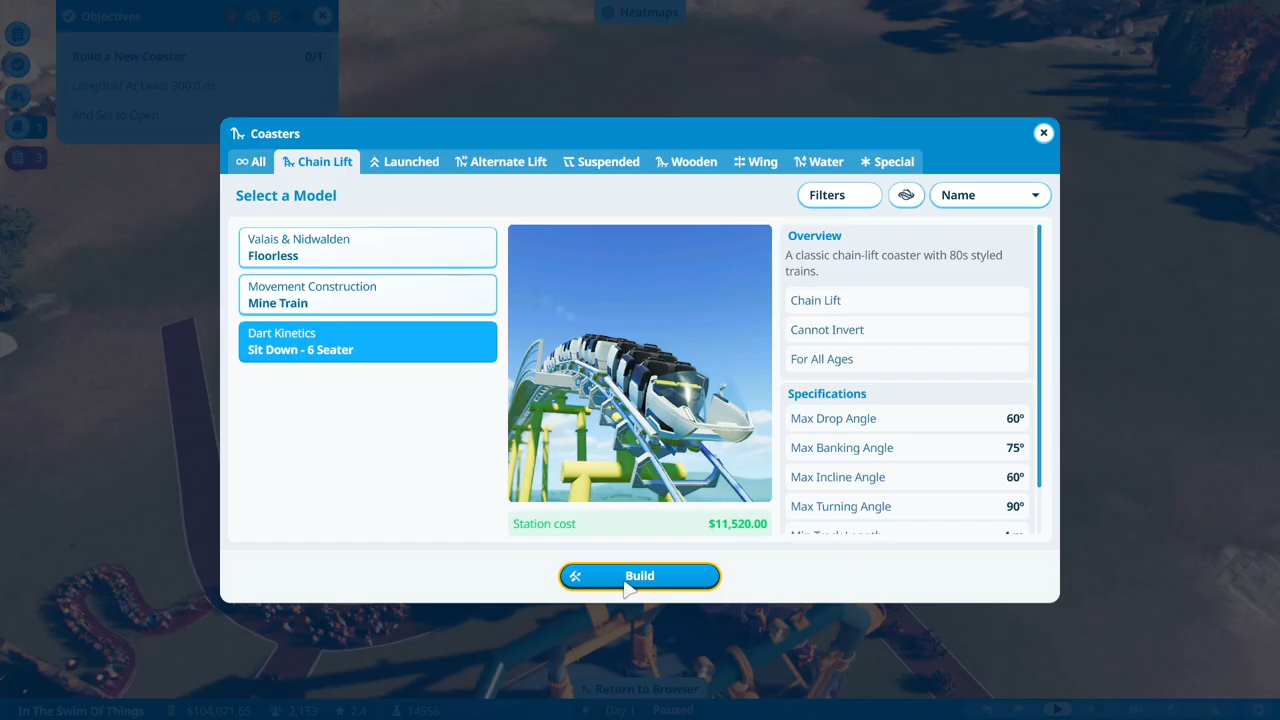 Objectives
Heatmaps
Build a New Coaster 0/1
Length of At Least 300.0 m
And Set to Open
1
3
Coasters
All
Chain Lift
Launched
Alternate Lift
Suspended
Wooden
Wing
Water
Special
Select a Model
Filters
Name
Valais & Nidwalden
Floorless
Movement Construction
Mine Train
Dart Kinetics
Sit Down - 6 Seater
Station cost $11,520.00
Overview
A classic chain-lift coaster with 80s styled
trains.
Chain Lift
Cannot Invert
For All Ages
Specifications
Max Drop Angle 60°
Max Banking Angle 75°
Max Incline Angle 60°
Max Turning Angle 90°
Build
Return to Browser
In The Swim Of Things $104,071.65 2,153 2.4 14556 Day 1 Paused